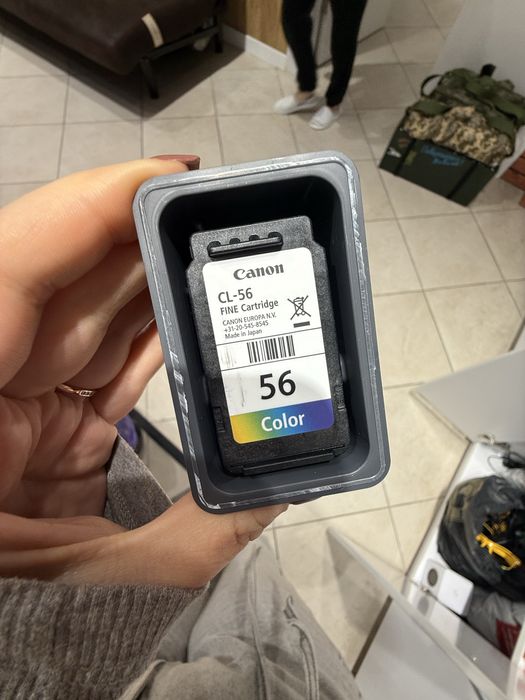 Canon
CL-56
FINE Cartridge
CANON EUROPA N.V.
+31-20-545-8545
Made in Japan
56
Color